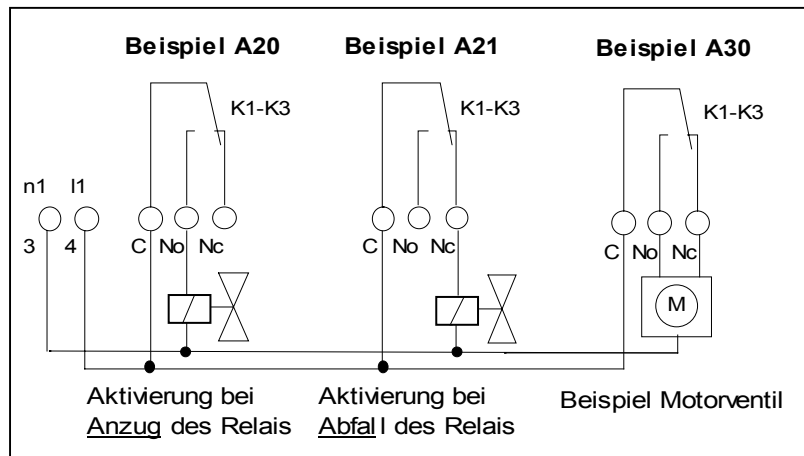 Beispiel A20 Beispiel A21 Beispiel A30
K1-K3 K1-K3 K1-K3
n1 l1
3 4 C No Nc C No Nc C No Nc
M
Aktivierung bei Aktivierung bei Beispiel Motorventil
Anzug des Relais Abfall des Relais